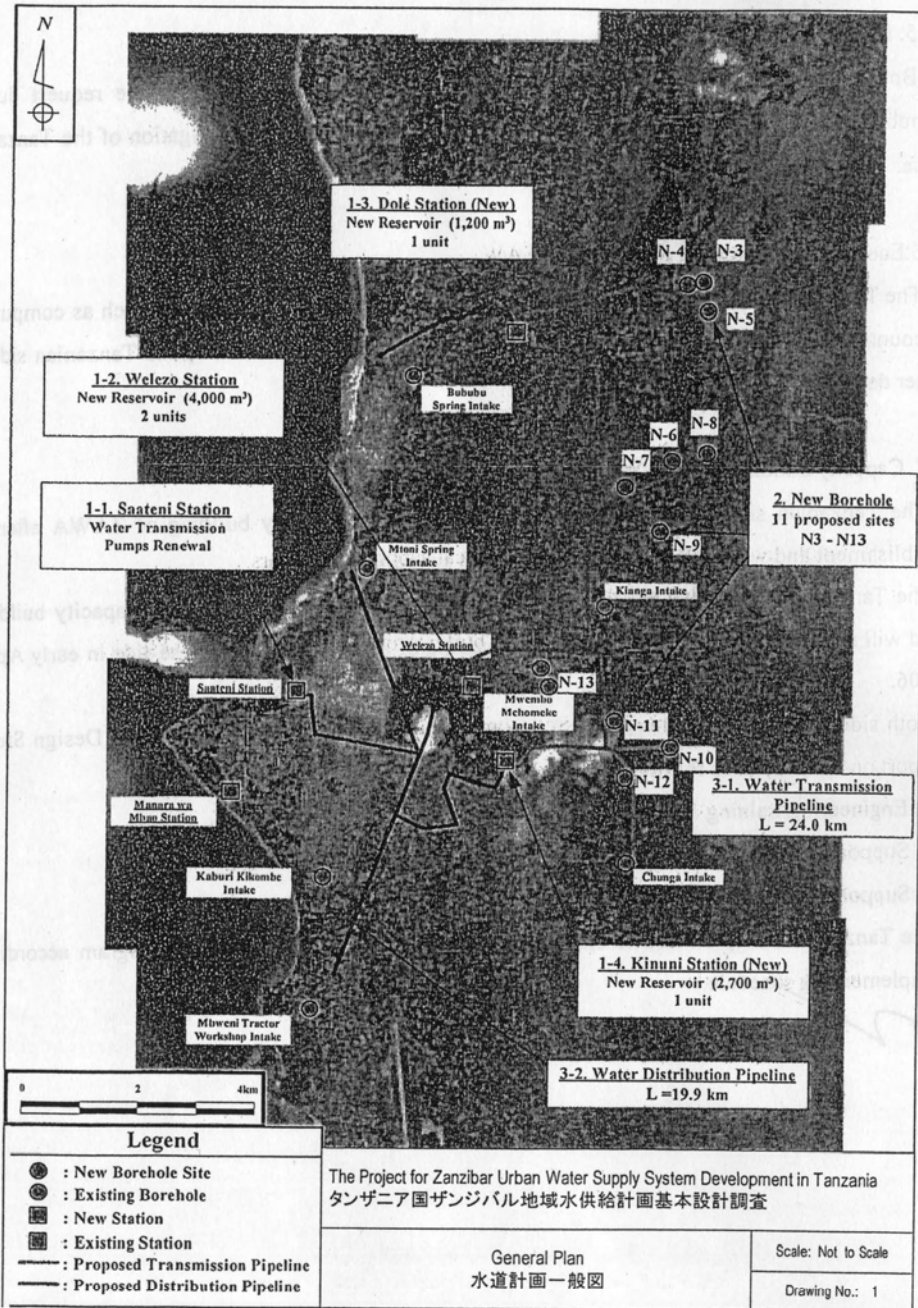 N
1-3. Dole Station (New)
New Reservoir (1,200 m³)
1 unit
N-4
N-3
N-5
1-2. Welezo Station
New Reservoir (4,000 m³)
2 units
Bububu
Spring Intake
N-6
N-8
N-7
1-1. Saateni Station
Water Transmission
Pumps Renewal
2. New Borehole
11 proposed sites
N3 - N13
N-9
Mtoni Spring
Intake
Kianga Intake
Welezo Station
Saateni Station
N-13
Mwembo
Mchomeke
Intake
N-11
N-10
N-12
3-1. Water Transmission
Pipeline
L = 24.0 km
Manara wa
Mbao Station
Kaburi Kikombe
Intake
Chunga Intake
1-4. Kinuni Station (New)
New Reservoir (2,700 m³)
1 unit
Mbweni Tractor
Workshop Intake
3-2. Water Distribution Pipeline
L =19.9 km
0 2 4km
Legend
: New Borehole Site
: Existing Borehole
: New Station
: Existing Station
: Proposed Transmission Pipeline
: Proposed Distribution Pipeline
The Project for Zanzibar Urban Water Supply System Development in Tanzania
タンザニア国ザンジバル地域水供給計画基本設計調査
General Plan
水道計画一般図
Scale: Not to Scale
Drawing No.: 1